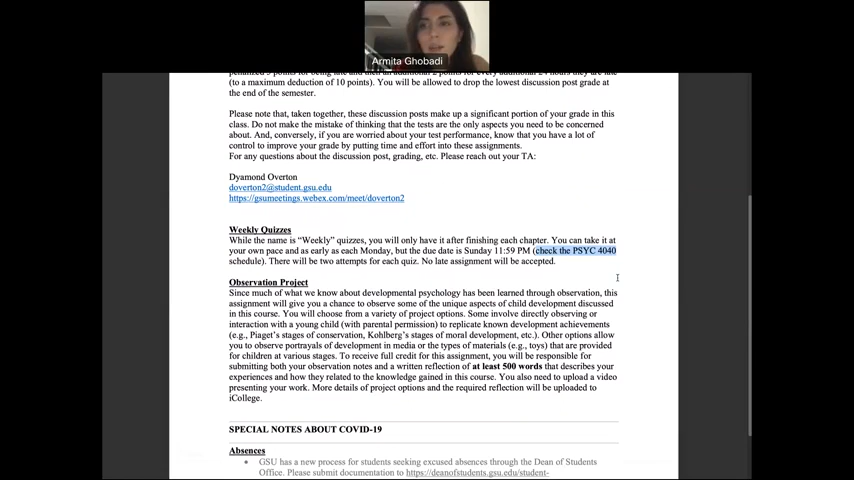 Armita Ghobadi
penalized 5 points for being late and then an additional 2 points for every additional 24 hours they are late
(to a maximum deduction of 10 points). You will be allowed to drop the lowest discussion post grade at
the end of the semester.
Please note that, taken together, these discussion posts make up a significant portion of your grade in this
class. Do not make the mistake of thinking that the tests are the only aspects you need to be concerned
about. And, conversely, if you are worried about your test performance, know that you have a lot of
control to improve your grade by putting time and effort into these assignments.
For any questions about the discussion post, grading, etc. Please reach out your TA:
Dyamond Overton
doverton2@student.gsu.edu
https://gsumeetings.webex.com/meet/doverton2
Weekly Quizzes
While the name is “Weekly” quizzes, you will only have it after finishing each chapter. You can take it at
your own pace and as early as each Monday, but the due date is Sunday 11:59 PM (check the PSYC 4040
schedule). There will be two attempts for each quiz. No late assignment will be accepted.
Observation Project
Since much of what we know about developmental psychology has been learned through observation, this
assignment will give you a chance to observe some of the unique aspects of child development discussed
in this course. You will choose from a variety of project options. Some involve directly observing or
interaction with a young child (with parental permission) to replicate known development achievements
(e.g., Piaget’s stages of conservation, Kohlberg’s stages of moral development, etc.). Other options allow
you to observe portrayals of development in media or the types of materials (e.g., toys) that are provided
for children at various stages. To receive full credit for this assignment, you will be responsible for
submitting both your observation notes and a written reflection of at least 500 words that describes your
experiences and how they related to the knowledge gained in this course. You also need to upload a video
presenting your work. More details of project options and the required reflection will be uploaded to
iCollege.
SPECIAL NOTES ABOUT COVID-19
Absences
• GSU has a new process for students seeking excused absences through the Dean of Students
Office. Please submit documentation to https://deanofstudents.gsu.edu/student-